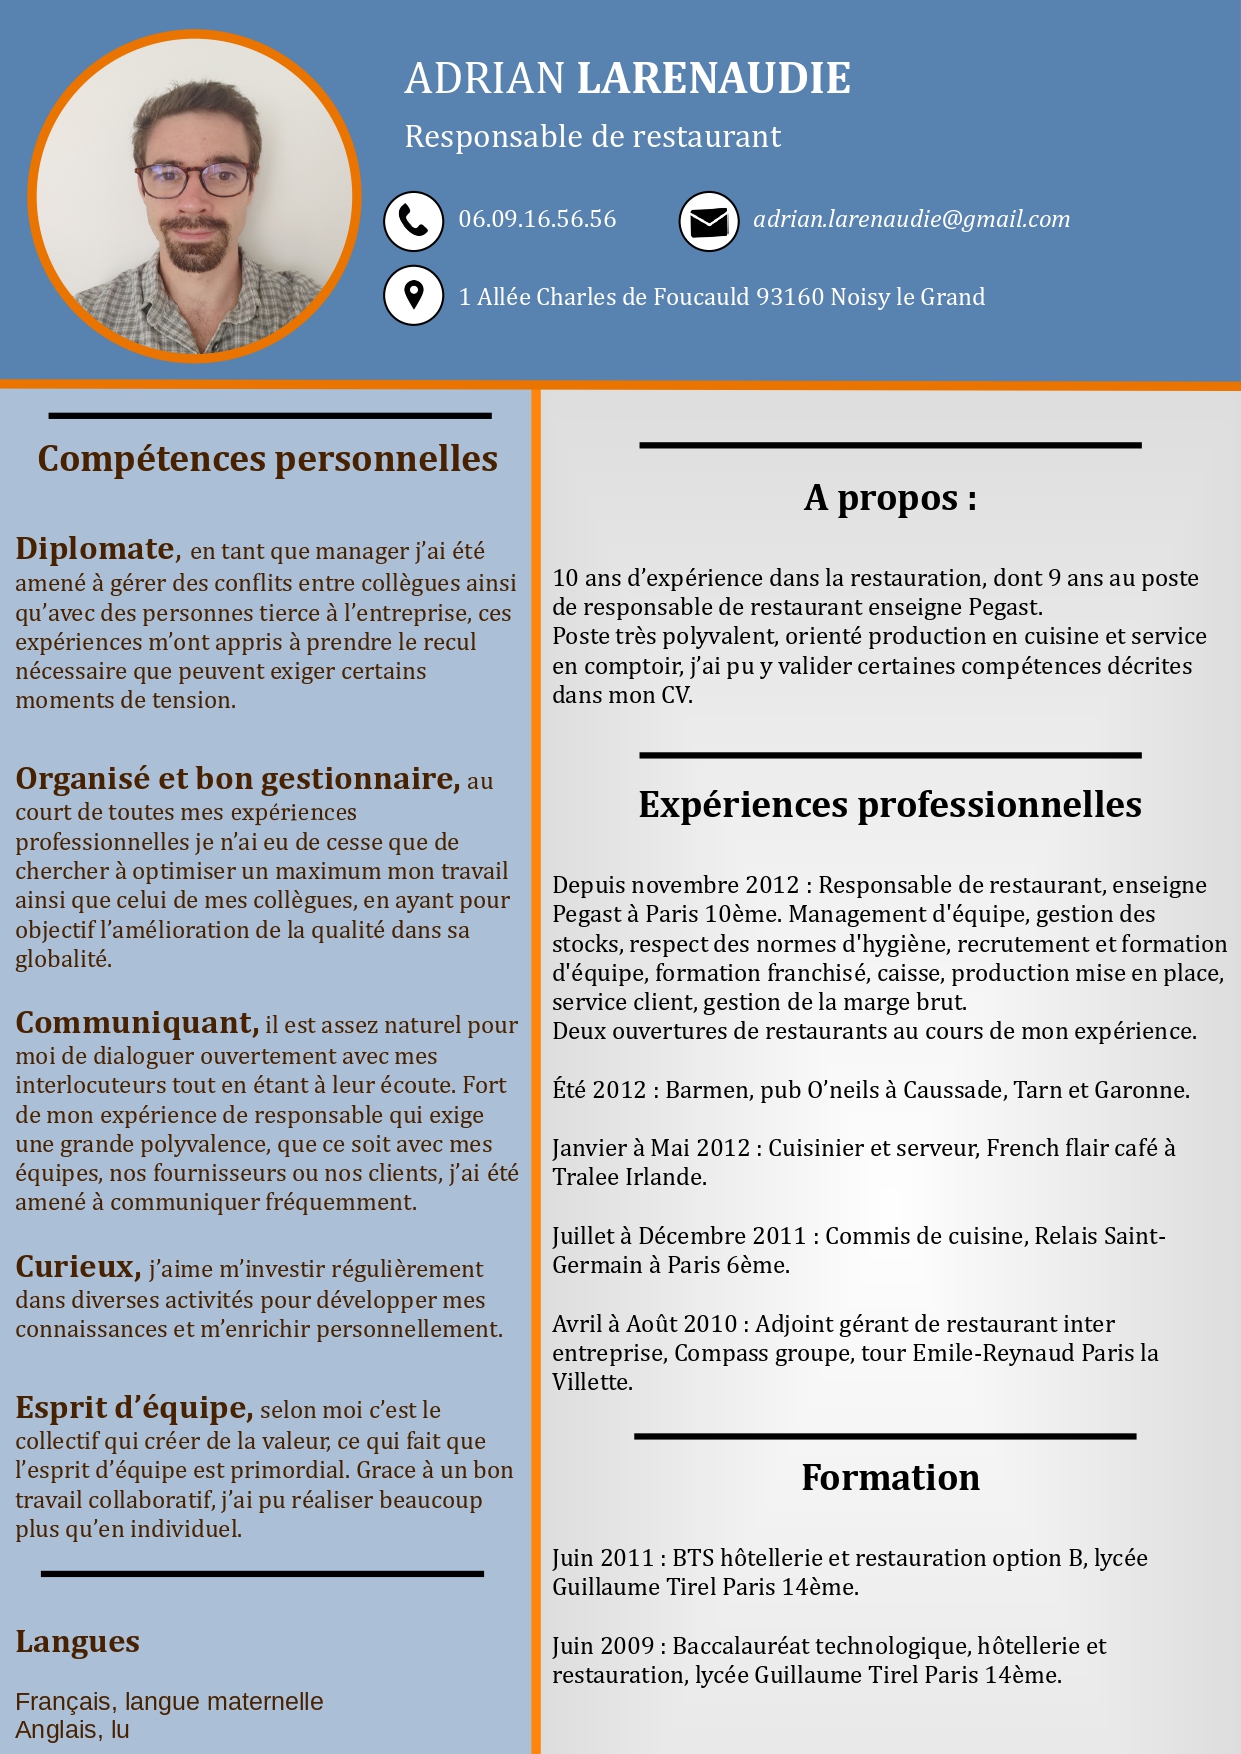 ADRIAN LARENAUDIE
Responsable de restaurant
06.09.16.56.56
adrian.larenaudie@gmail.com
1 Allée Charles de Foucauld 93160 Noisy le Grand
Compétences personnelles
Diplomate, en tant que manager j’ai été
amené à gérer des conflits entre collègues ainsi
qu’avec des personnes tierce à l’entreprise, ces
expériences m’ont appris à prendre le recul
nécessaire que peuvent exiger certains
moments de tension.
Organisé et bon gestionnaire, au
court de toutes mes expériences
professionnelles je n’ai eu de cesse que de
chercher à optimiser un maximum mon travail
ainsi que celui de mes collègues, en ayant pour
objectif l’amélioration de la qualité dans sa
globalité.
Communiquant, il est assez naturel pour
moi de dialoguer ouvertement avec mes
interlocuteurs tout en étant à leur écoute. Fort
de mon expérience de responsable qui exige
une grande polyvalence, que ce soit avec mes
équipes, nos fournisseurs ou nos clients, j’ai été
amené à communiquer fréquemment.
Curieux, j’aime m’investir régulièrement
dans diverses activités pour développer mes
connaissances et m’enrichir personnellement.
Esprit d’équipe, selon moi c’est le
collectif qui créer de la valeur, ce qui fait que
l’esprit d’équipe est primordial. Grace à un bon
travail collaboratif, j’ai pu réaliser beaucoup
plus qu’en individuel.
Langues
Français, langue maternelle
Anglais, lu
A propos :
10 ans d’expérience dans la restauration, dont 9 ans au poste
de responsable de restaurant enseigne Pegast.
Poste très polyvalent, orienté production en cuisine et service
en comptoir, j’ai pu y valider certaines compétences décrites
dans mon CV.
Expériences professionnelles
Depuis novembre 2012 : Responsable de restaurant, enseigne
Pegast à Paris 10ème. Management d'équipe, gestion des
stocks, respect des normes d'hygiène, recrutement et formation
d'équipe, formation franchisé, caisse, production mise en place,
service client, gestion de la marge brut.
Deux ouvertures de restaurants au cours de mon expérience.
Été 2012 : Barmen, pub O’neils à Caussade, Tarn et Garonne.
Janvier à Mai 2012 : Cuisinier et serveur, French flair café à
Tralee Irlande.
Juillet à Décembre 2011 : Commis de cuisine, Relais Saint-
Germain à Paris 6ème.
Avril à Août 2010 : Adjoint gérant de restaurant inter
entreprise, Compass groupe, tour Emile-Reynaud Paris la
Villette.
Formation
Juin 2011 : BTS hôtellerie et restauration option B, lycée
Guillaume Tirel Paris 14ème.
Juin 2009 : Baccalauréat technologique, hôtellerie et
restauration, lycée Guillaume Tirel Paris 14ème.